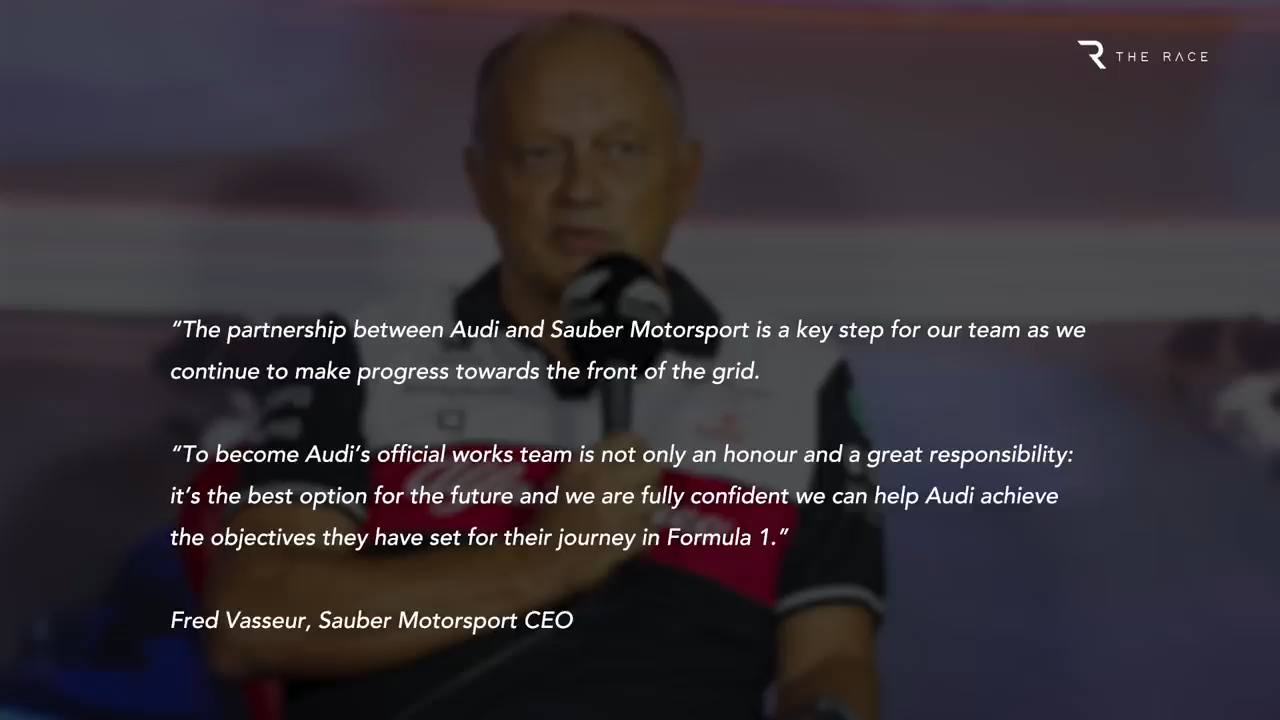 THE RACE
“The partnership between Audi and Sauber Motorsport is a key step for our team as we
continue to make progress towards the front of the grid.
“To become Audi’s official works team is not only an honour and a great responsibility:
it’s the best option for the future and we are fully confident we can help Audi achieve
the objectives they have set for their journey in Formula 1.”
Fred Vasseur, Sauber Motorsport CEO